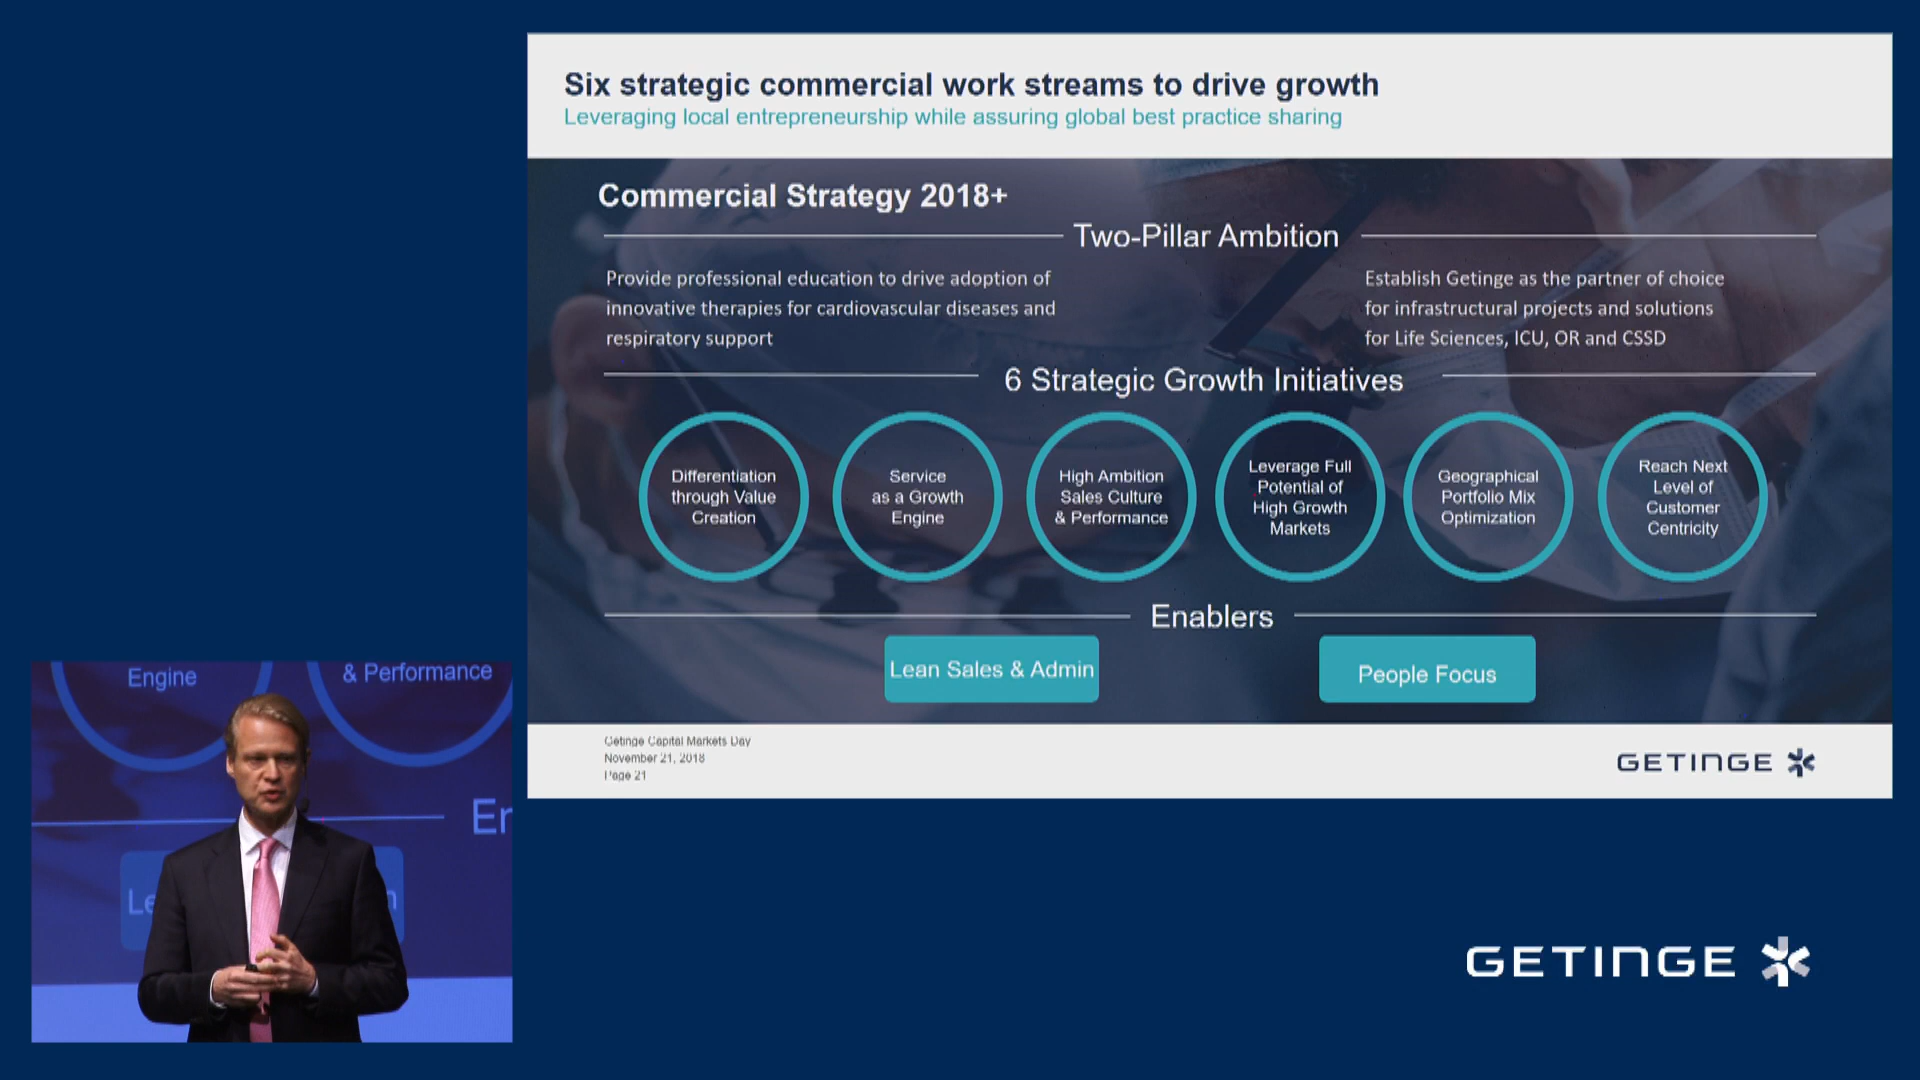 Six strategic commercial work streams to drive growth
Leveraging local entrepreneurship while assuring global best practice sharing
Commercial Strategy 2018+
Two-Pillar Ambition
Provide professional education to drive adoption of
innovative therapies for cardiovascular diseases and
respiratory support
Establish Getinge as the partner of choice
for infrastructural projects and solutions
for Life Sciences, ICU, OR and CSSD
6 Strategic Growth Initiatives
Differentiation
through Value
Creation
Service
as a Growth
Engine
High Ambition
Sales Culture
& Performance
Leverage Full
Potential of
High Growth
Markets
Geographical
Portfolio Mix
Optimization
Reach Next
Level of
Customer
Centricity
Enablers
Lean Sales & Admin
People Focus
Getinge Capital Markets Day
November 21, 2018
Page 21
GETINGE
Engine
& Performance
GETINGE